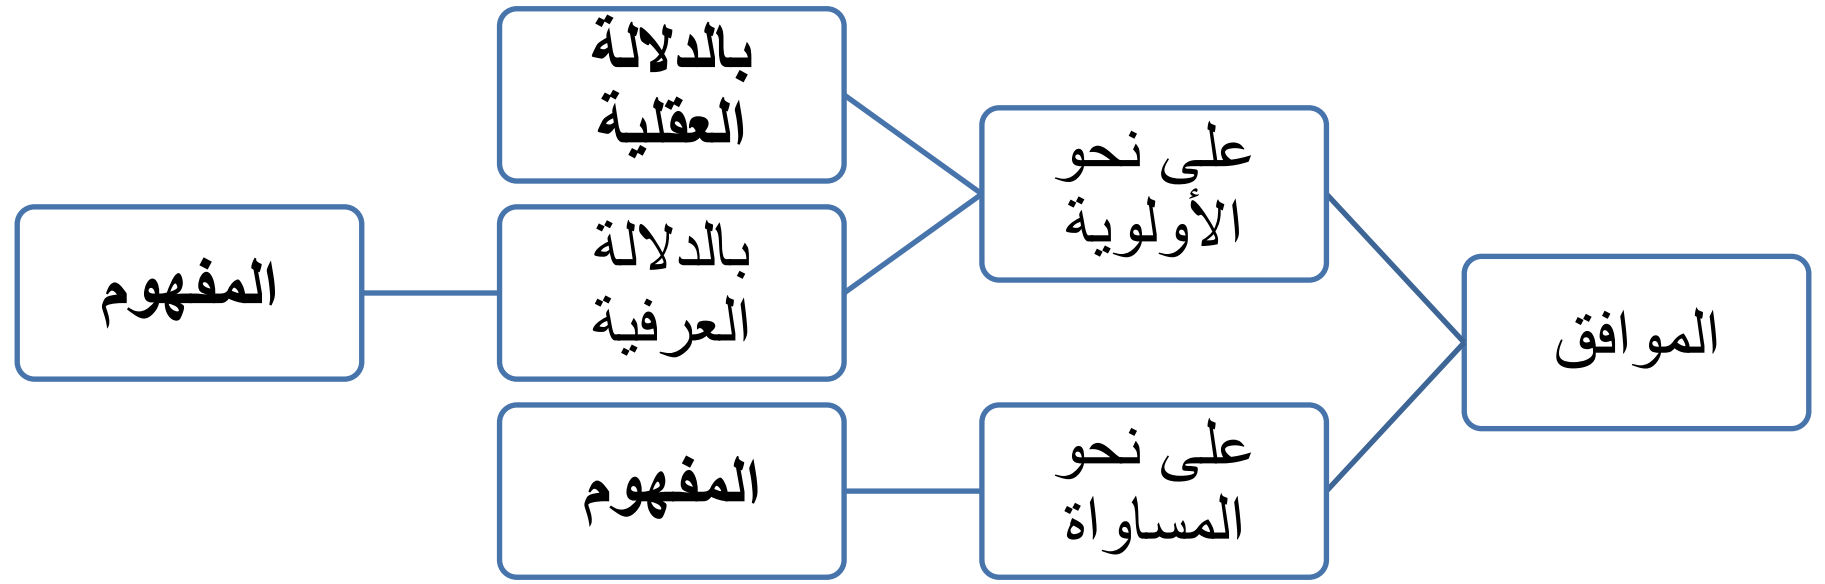 الموافق
على نحو
الأولوية
بالدلالة
العقلية
بالدلالة
العرفية
المفهوم
على نحو
المساواة
المفهوم